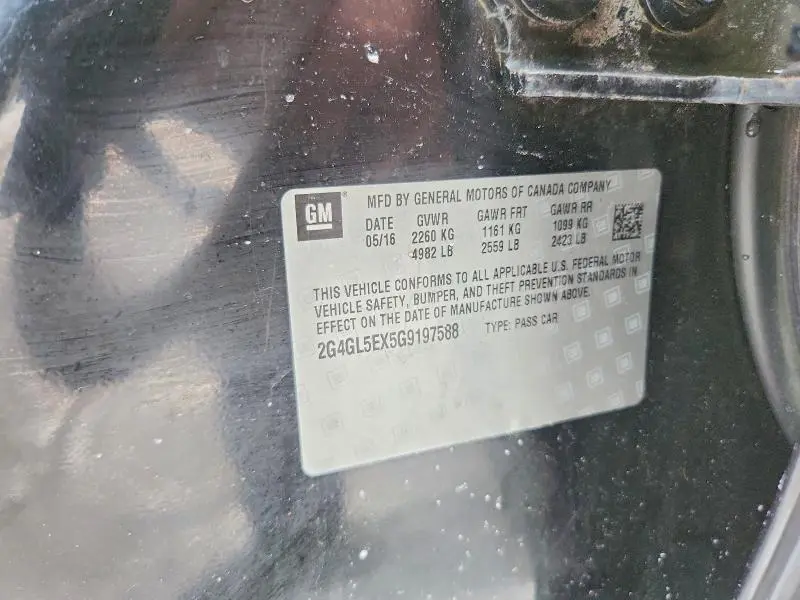 GM ® MFD BY GENERAL MOTORS OF CANADA COMPANY
DATE GVWR GAWR FRT GAWR RR
05/16 2260 KG 1161 KG 1099 KG
4982 LB 2559 LB 2423 LB
THIS VEHICLE CONFORMS TO ALL APPLICABLE U.S. FEDERAL MOTOR
VEHICLE SAFETY, BUMPER, AND THEFT PREVENTION STANDARDS IN
EFFECT ON THE DATE OF MANUFACTURE SHOWN ABOVE.
2G4GL5EX5G9197588 TYPE: PASS CAR